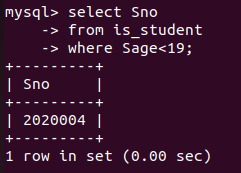 mysql> select Sno
    -> from is_student
    -> where Sage<19;
+---------+
| Sno     |
+---------+
| 2020004 |
+---------+
1 row in set (0.00 sec)